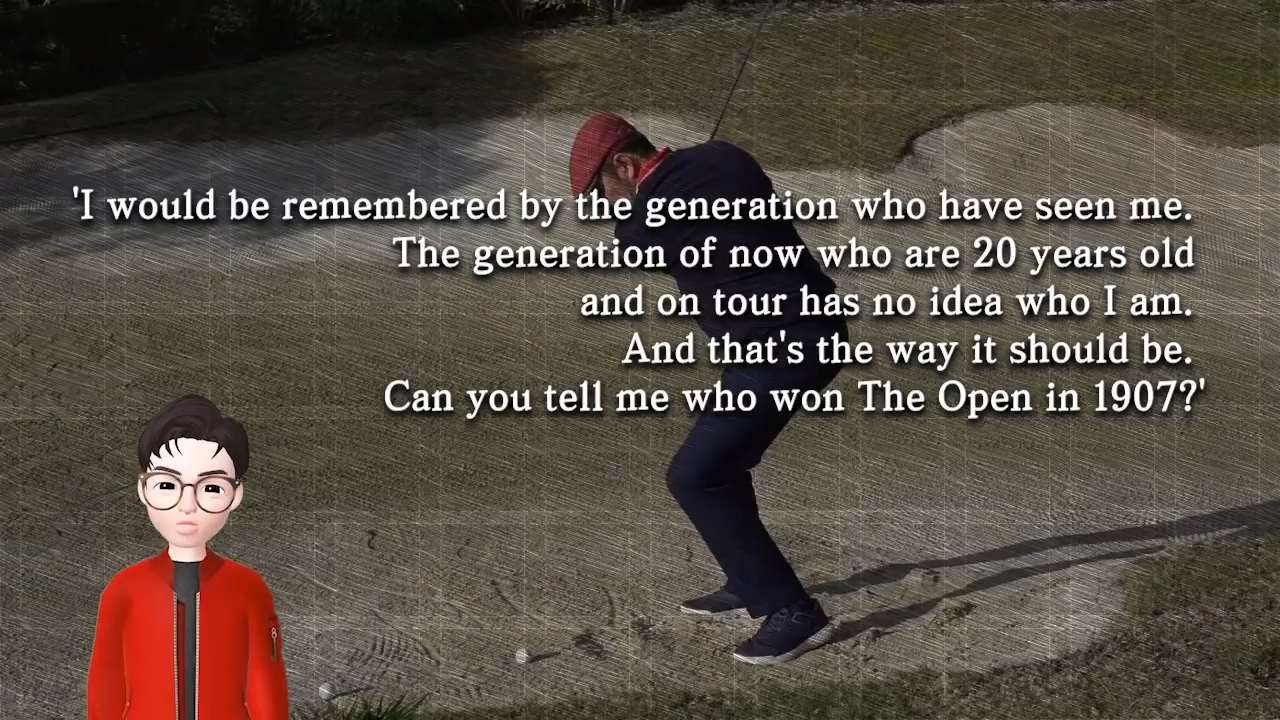 'I would be remembered by the generation who have seen me.
The generation of now who are 20 years old
and on tour has no idea who I am.
And that's the way it should be.
Can you tell me who won The Open in 1907?'